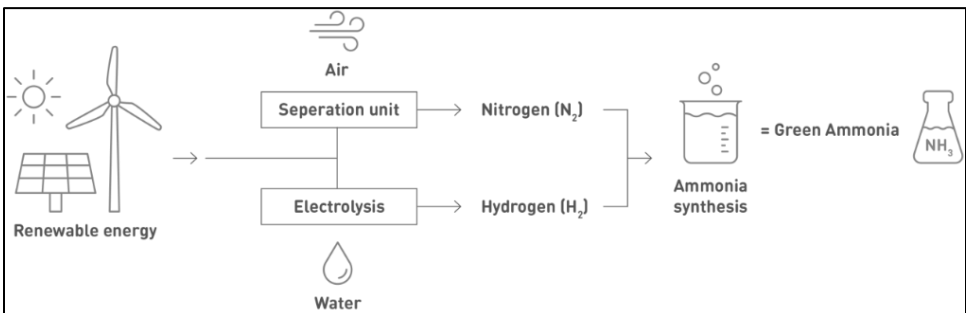 Air
Seperation unit
Nitrogen (N₂)
= Green Ammonia
NH₃
Renewable energy
Electrolysis
Hydrogen (H₂)
Ammonia
synthesis
Water